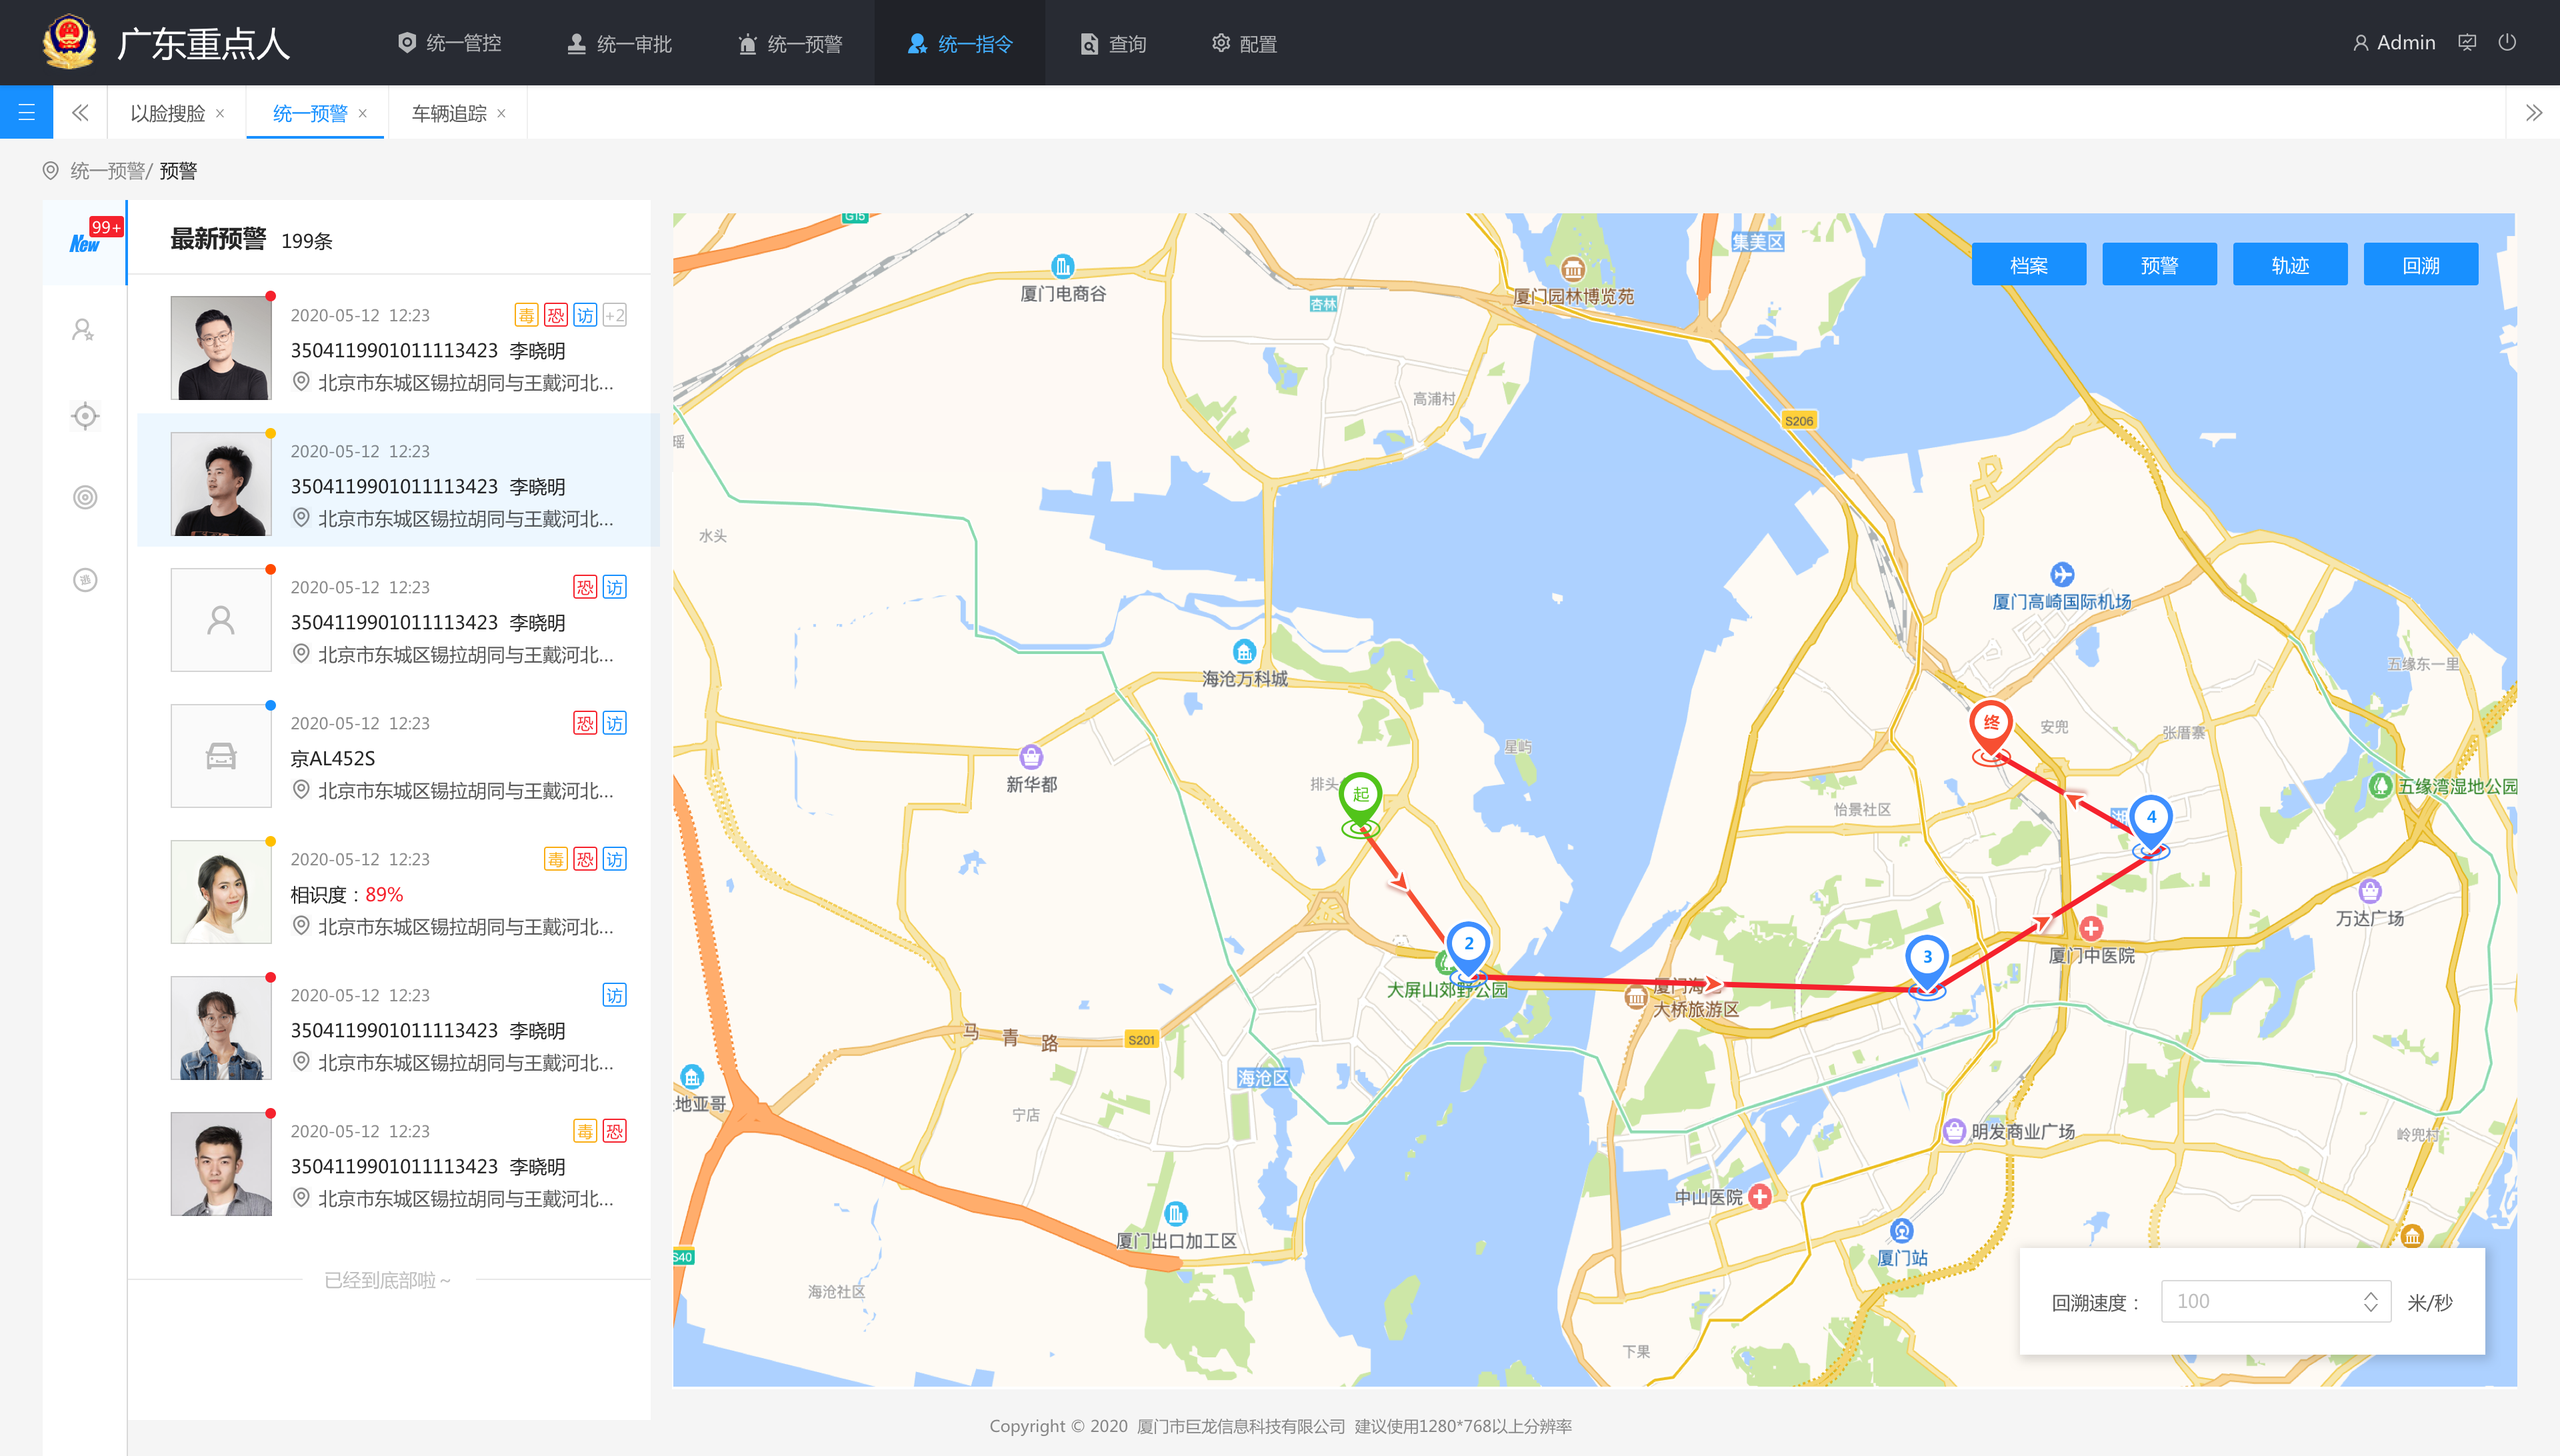 广东重点人
统一管控
统一审批
统一预警
统一指令
查询
配置
Admin
以脸搜脸 ×
统一预警 ×
车辆追踪 ×
统一预警/ 预警
New 99+
逃
最新预警 199条
2020-05-12 12:23 毒 恐 访 +2
3504119901011113423 李晓明
北京市东城区锡拉胡同与王戴河北...
2020-05-12 12:23
3504119901011113423 李晓明
北京市东城区锡拉胡同与王戴河北...
2020-05-12 12:23 恐 访
3504119901011113423 李晓明
北京市东城区锡拉胡同与王戴河北...
2020-05-12 12:23 恐 访
京AL452S
北京市东城区锡拉胡同与王戴河北...
2020-05-12 12:23 毒 恐 访
相识度：89%
北京市东城区锡拉胡同与王戴河北...
2020-05-12 12:23 访
3504119901011113423 李晓明
北京市东城区锡拉胡同与王戴河北...
2020-05-12 12:23 毒 恐
3504119901011113423 李晓明
北京市东城区锡拉胡同与王戴河北...
已经到底部啦 ~
档案
预警
轨迹
回溯
G15
集美区
厦门电商谷
杏林
厦门园林博览苑
高浦村
S206
瑶
水头
厦门高崎国际机场
五缘东一里
海沧万科城
终
安兜
张厝寨
星屿
新华都
排头
起
怡景社区
4
五缘湾湿地公园
万达广场
2
3
厦门中医院
大屏山郊野公园
厦门海
大桥旅游区
马青路
S201
海沧区
地亚哥
宁店
明发商业广场
岭兜村
中山医院
厦门出口加工区
S40
厦门站
海沧社区
下果
回溯速度： 100 米/秒
Copyright © 2020 厦门市巨龙信息科技有限公司 建议使用1280*768以上分辨率